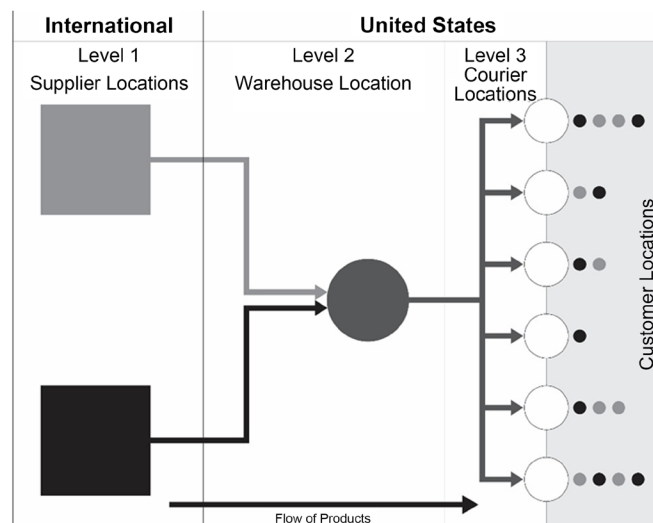 International
United States
Level 1
Supplier Locations
Level 2
Warehouse Location
Level 3
Courier
Locations
Customer Locations
Flow of Products